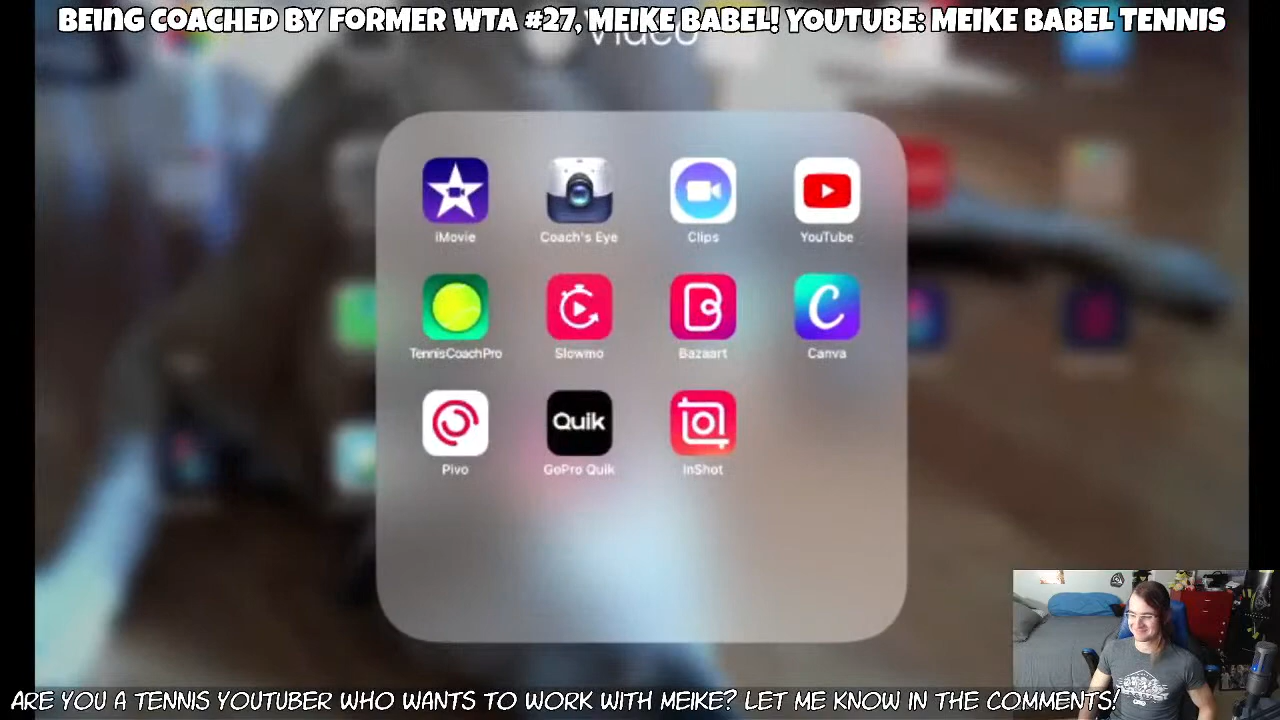 BEING COACHED BY FORMER WTA #27, MEIKE BABEL! YOUTUBE: MEIKE BABEL TENNIS
Video
iMovie
Coach's Eye
Clips
YouTube
TennisCoachPro
Slowmo
Bazaart
Canva
Quik
Pivo
GoPro Quik
InShot
ARE YOU A TENNIS YOUTUBER WHO WANTS TO WORK WITH MEIKE? LET ME KNOW IN THE COMMENTS!